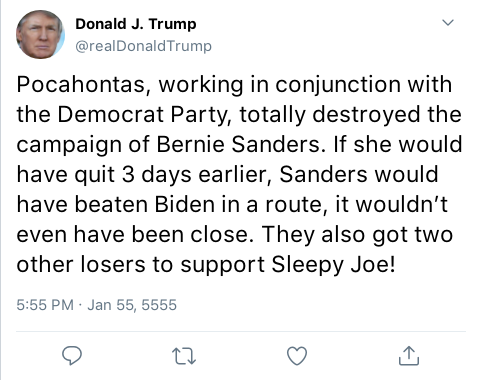 Donald J. Trump
@realDonaldTrump
Pocahontas, working in conjunction with
the Democrat Party, totally destroyed the
campaign of Bernie Sanders. If she would
have quit 3 days earlier, Sanders would
have beaten Biden in a route, it wouldn’t
even have been close. They also got two
other losers to support Sleepy Joe!
5:55 PM · Jan 55, 5555